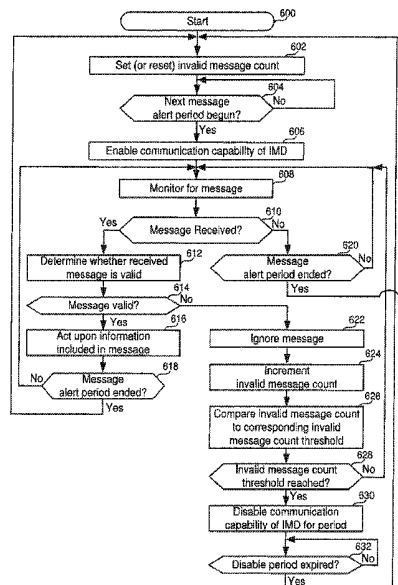 Start
600
602
Set (or reset) invalid message count
604
Next message
alert period begun?
No
Yes
606
Enable communication capability of IMD
608
Monitor for message
610
Yes
Message Received?
No
612
Determine whether received
message is valid
620
Message
alert period ended?
No
Yes
614
Message valid?
No
Yes
616
Act upon information
included in message
622
Ignore message
618
No
Message
alert period ended?
Yes
624
Increment
invalid message count
626
Compare invalid message count
to corresponding invalid
message count threshold
628
Invalid message count
threshold reached?
No
Yes
630
Disable communication
capability of IMD for period
632
Disable period expired?
No
Yes